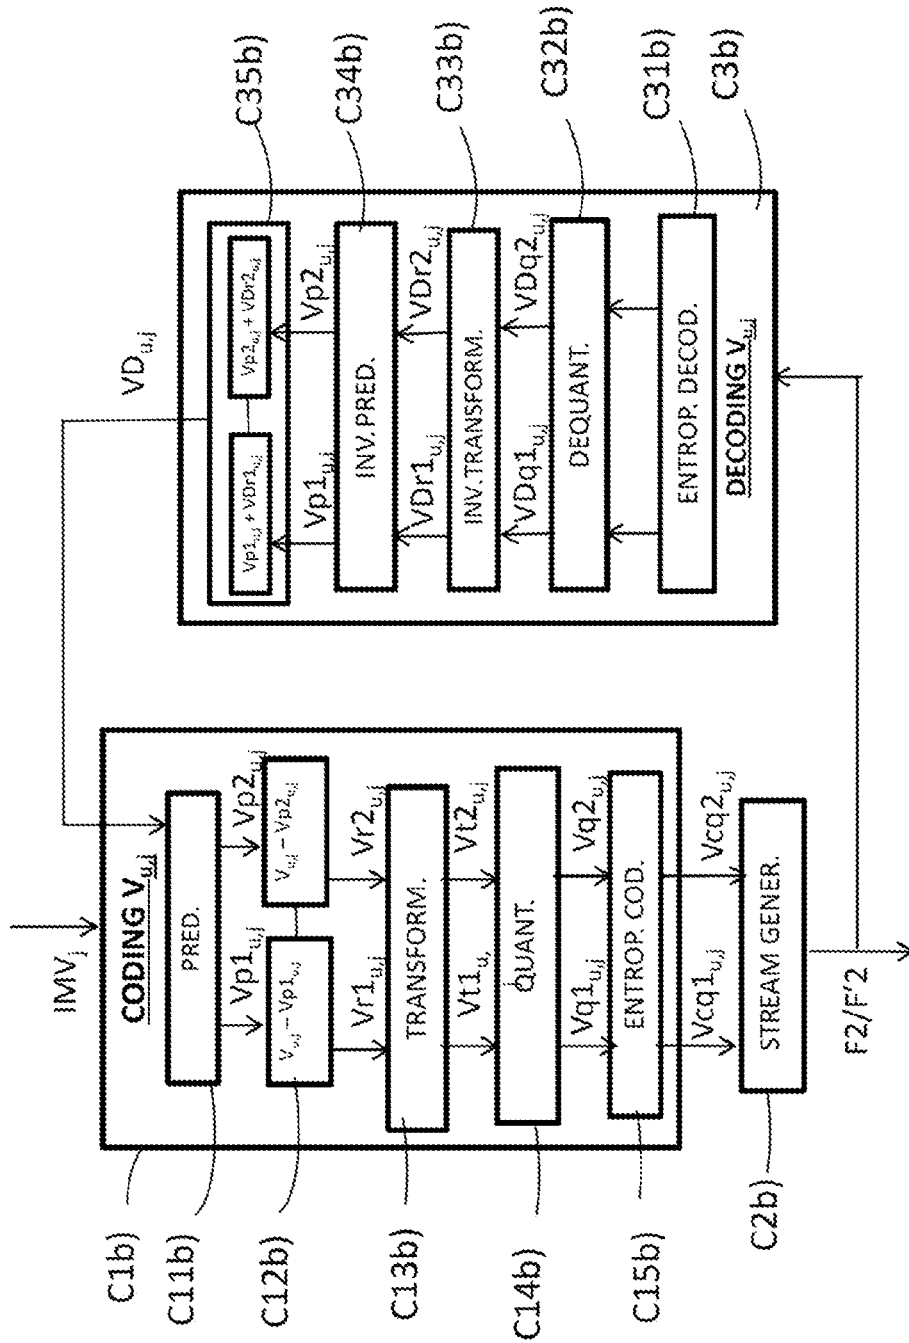 IMV_j
CODING V_u,j
PRED.
Vp1_u,j
Vp2_u,j
V_u,j – Vp1_u,j
V_u,j – Vp2_u,j
Vr1_u,j
Vr2_u,j
TRANSFORM.
Vt1_u,
Vt2_u,j
QUANT.
Vq1_u,j
Vq2_u,j
ENTROP. COD.
Vcq1_u,j
Vcq2_u,j
STREAM GENER.
F2/F'2
C1b)
C11b)
C12b)
C13b)
C14b)
C15b)
C2b)
VD_u,j
Vp1_u,j + VDr1_u,j
Vp2_u,j + VDr2_u,j
Vp1_u,j
Vp2_u,j
INV.PRED.
VDr1_u,j
VDr2_u,j
INV.TRANSFORM.
VDq1_u,j
VDq2_u,j
DEQUANT.
ENTROP. DECOD.
DECODING V_u,j
C35b)
C34b)
C33b)
C32b)
C31b)
C3b)